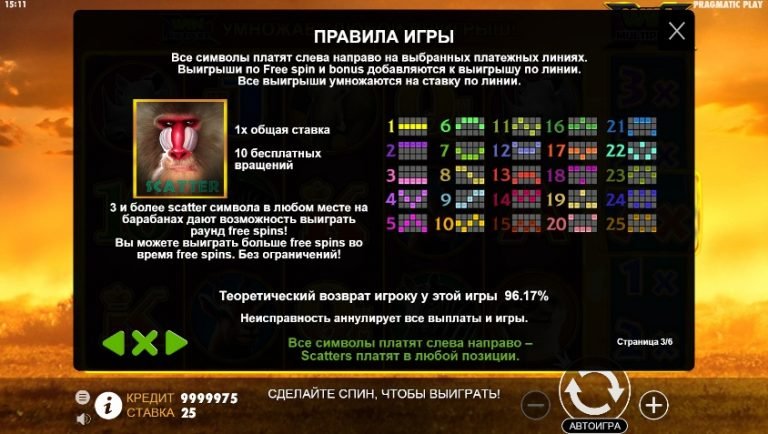 15:11
PRAGMATIC PLAY
ПРАВИЛА ИГРЫ
Все символы платят слева направо на выбранных платежных линиях.
Выигрыши по Free spin и bonus добавляются к выигрышу по линии.
Все выигрыши умножаются на ставку по линии.
SCATTER
1x общая ставка
10 бесплатных
вращений
3 и более scatter символа в любом месте на
барабанах дают возможность выиграть
раунд free spins!
Вы можете выиграть больше free spins во
время free spins. Без ограничений!
1 6 11 16 21
2 7 12 17 22
3 8 13 18 23
4 9 14 19 24
5 10 15 20 25
Теоретический возврат игроку у этой игры 96.17%
Неисправность аннулирует все выплаты и игры.
Все символы платят слева направо –
Scatters платят в любой позиции.
Страница 3/6
КРЕДИТ 9999975
СТАВКА 25
СДЕЛАЙТЕ СПИН, ЧТОБЫ ВЫИГРАТЬ!
АВТОИГРА